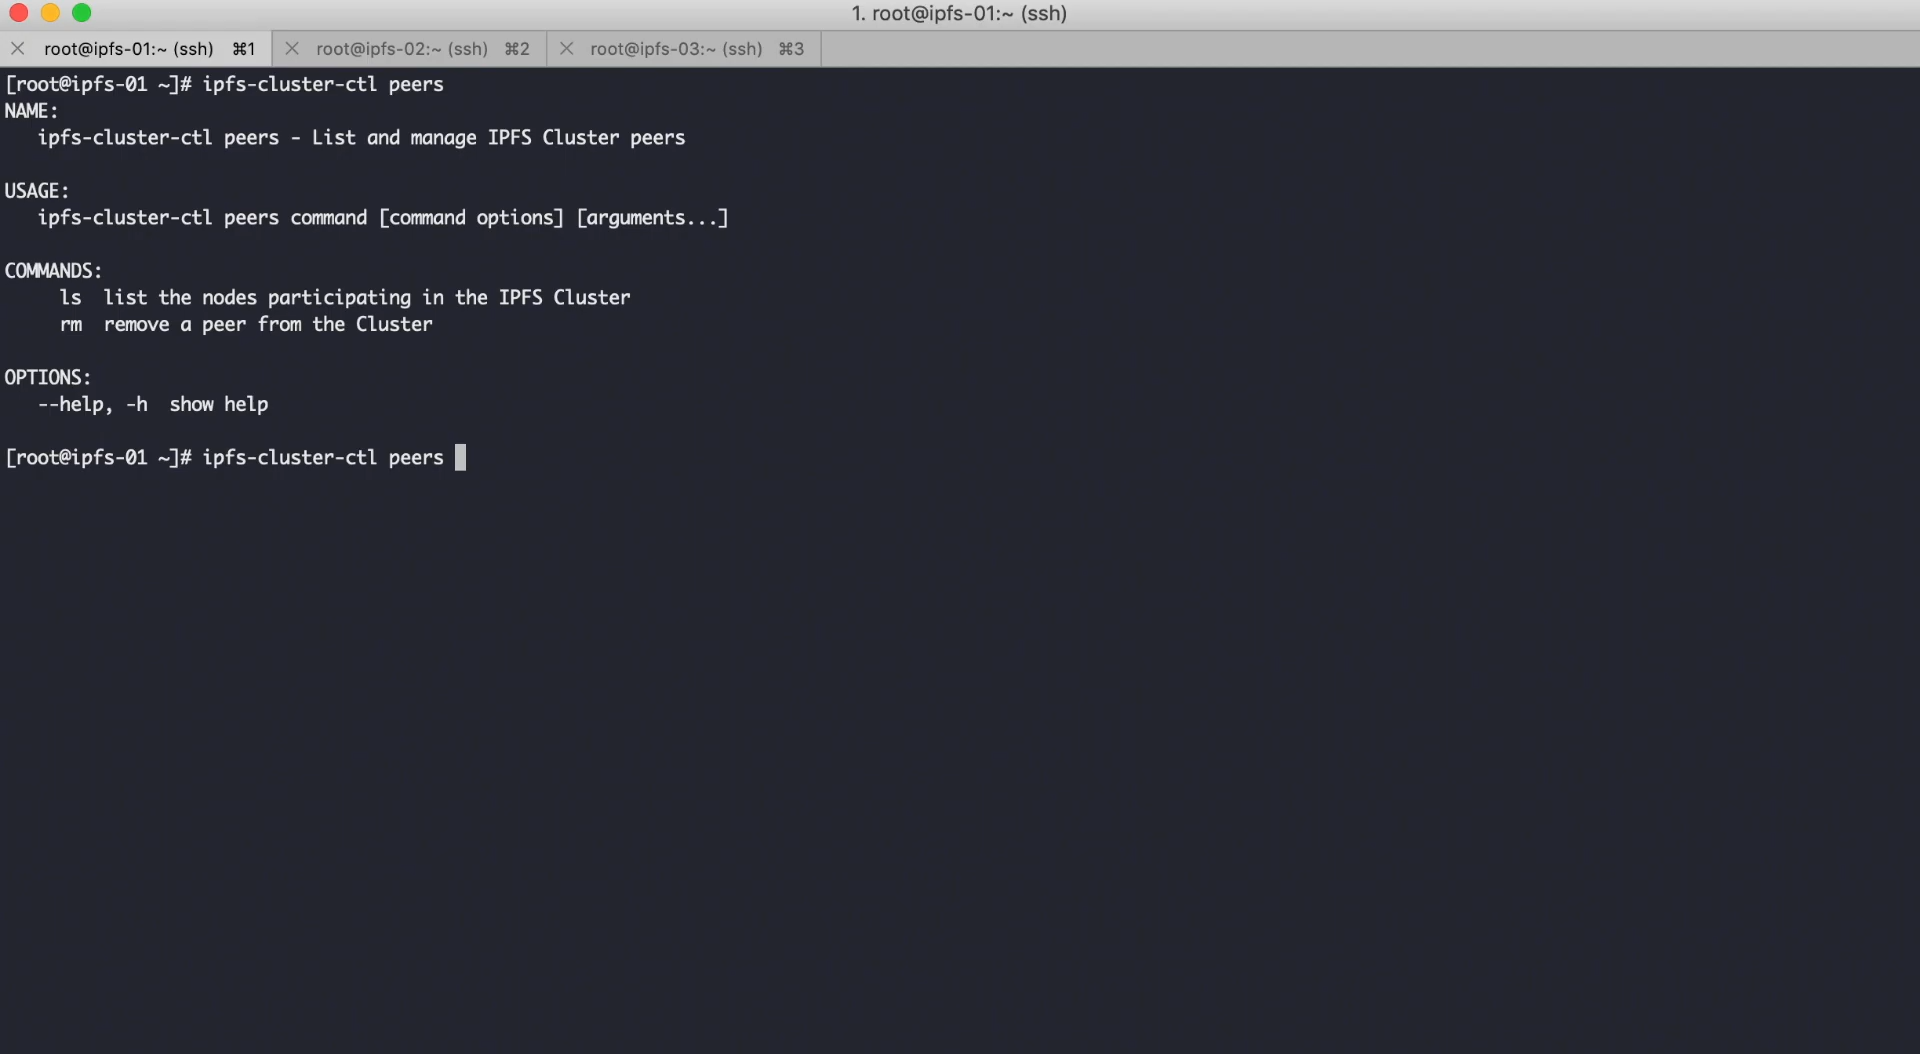 1. root@ipfs-01:~ (ssh)
root@ipfs-01:~ (ssh) ⌘1 root@ipfs-02:~ (ssh) ⌘2 root@ipfs-03:~ (ssh) ⌘3
[root@ipfs-01 ~]# ipfs-cluster-ctl peers
NAME:
   ipfs-cluster-ctl peers - List and manage IPFS Cluster peers

USAGE:
   ipfs-cluster-ctl peers command [command options] [arguments...]

COMMANDS:
     ls  list the nodes participating in the IPFS Cluster
     rm  remove a peer from the Cluster

OPTIONS:
   --help, -h  show help

[root@ipfs-01 ~]# ipfs-cluster-ctl peers